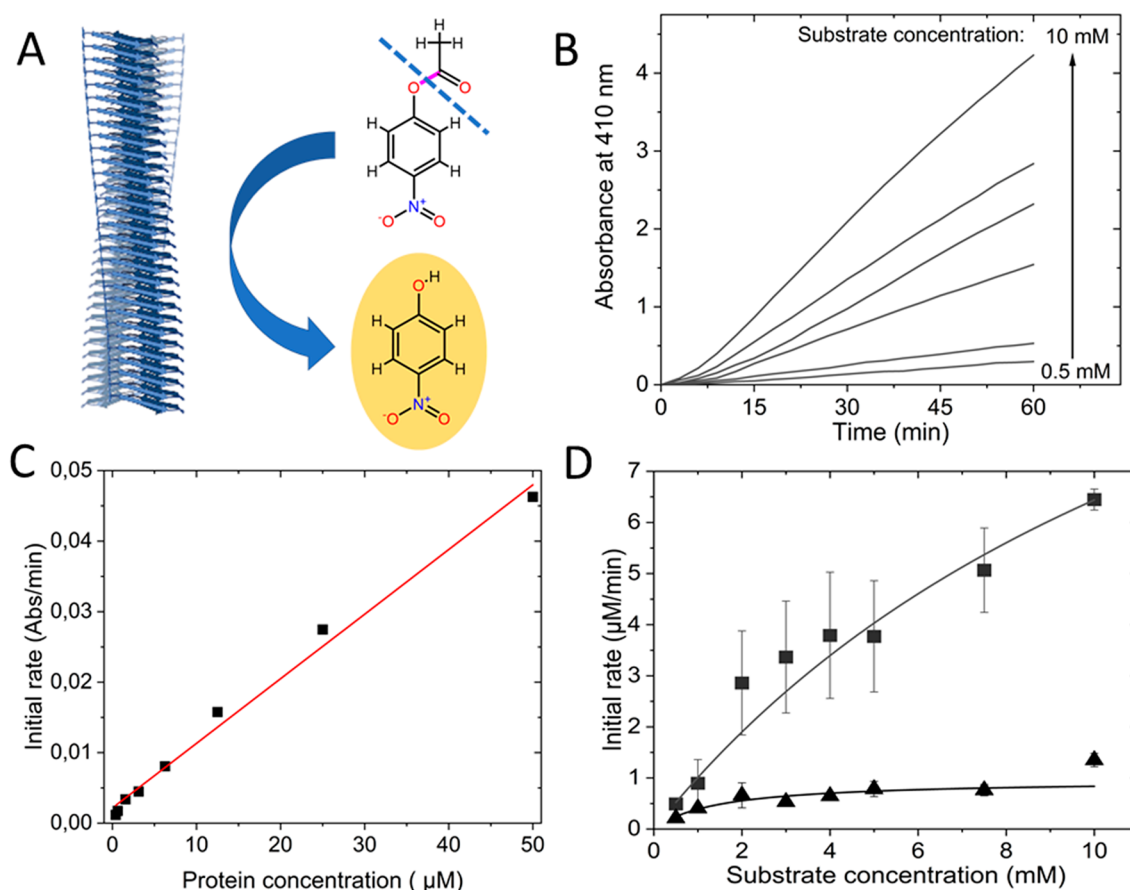 A
H
H
H
O
O
H
H
H
H
N+
-O
O
O
H
H
H
H
H
N+
-O
O
B
Substrate concentration: 10 mM
0.5 mM
Absorbance at 410 nm
4
3
2
1
0
0 15 30 45 60
Time (min)
C
Initial rate (Abs/min)
0,05
0,04
0,03
0,02
0,01
0,00
0 10 20 30 40 50
Protein concentration ( µM)
D
Initial rate (µM/min)
7
6
5
4
3
2
1
0
0 2 4 6 8 10
Substrate concentration (mM)